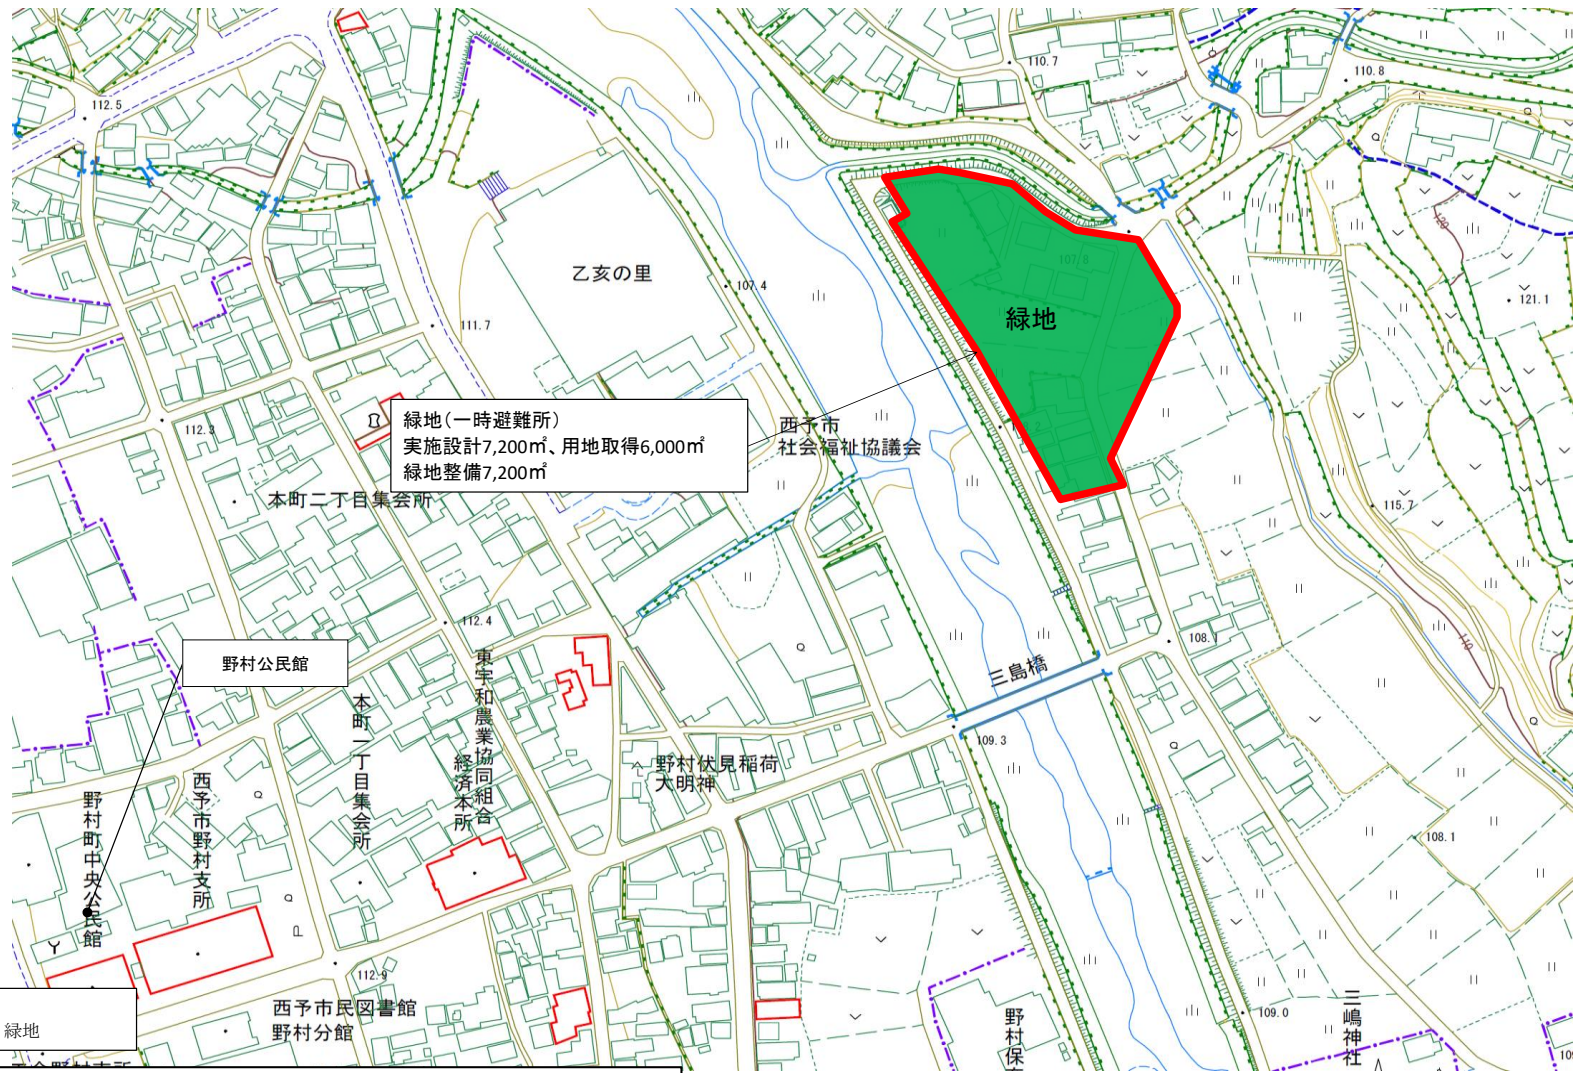 110.7
110.8
112.5
乙亥の里
107.4
107.8
120
121.1
111.7
緑地
112.3
緑地(一時避難所)
実施設計7,200㎡、用地取得6,000㎡
緑地整備7,200㎡
西予市
社会福祉協議会
本町二丁目集会所
115.7
112.4
108.1
110
野村公民館
三島橋
東宇和農業協同組合
経済本所
本町一丁目集会所
109.3
野村伏見稲荷
大明神
西予市野村支所
野村町中央公民館
108.1
P
112.9
西予市民図書館
野村分館
109.0
三嶋神社
緑地